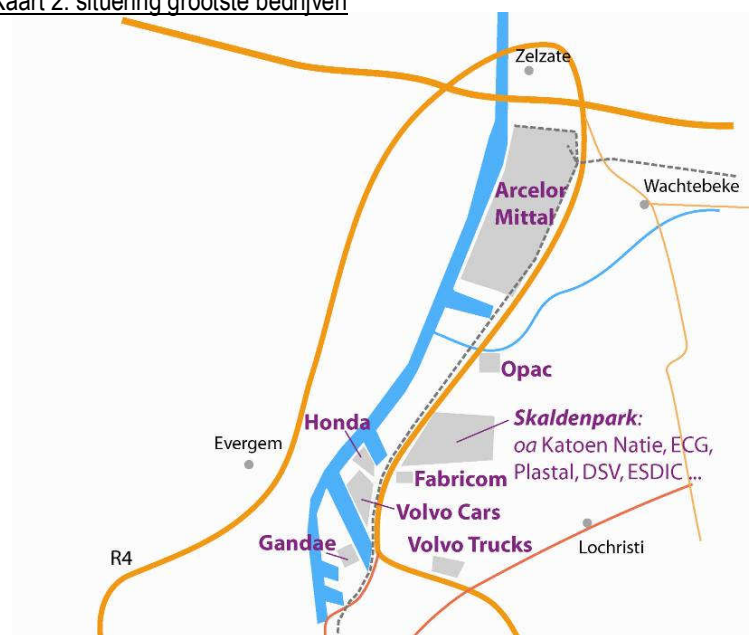 Kaart 2: situering grootste bedrijven
Zelzate
Arcelor
Mittal
Wachtebeke
Opac
Honda
Skaldenpark:
oa Katoen Natie, ECG,
Plastal, DSV, ESDIC ...
Evergem
Fabricom
Volvo Cars
Gandae
Volvo Trucks
Lochristi
R4